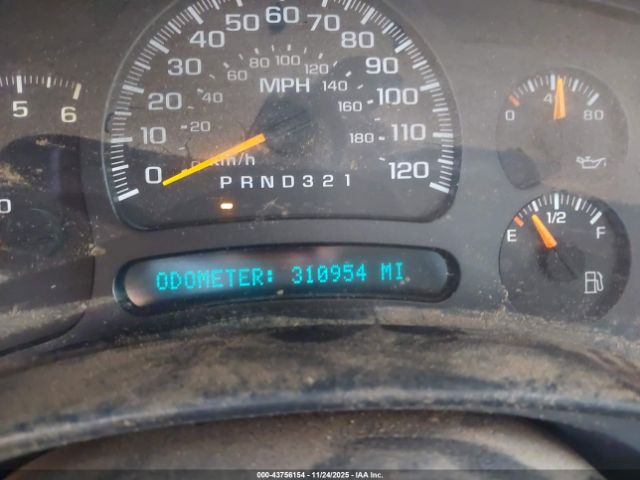 50 60 70
40 80
30 90
20 100
10 110
0 120
20 40 60 80 100 120 140 160 180
MPH
km/h
PRND321
5 6
0
0 4 80
E 1/2 F
ODOMETER: 310954 MI
000-43756154 - 11/24/2025 - IAA Inc.